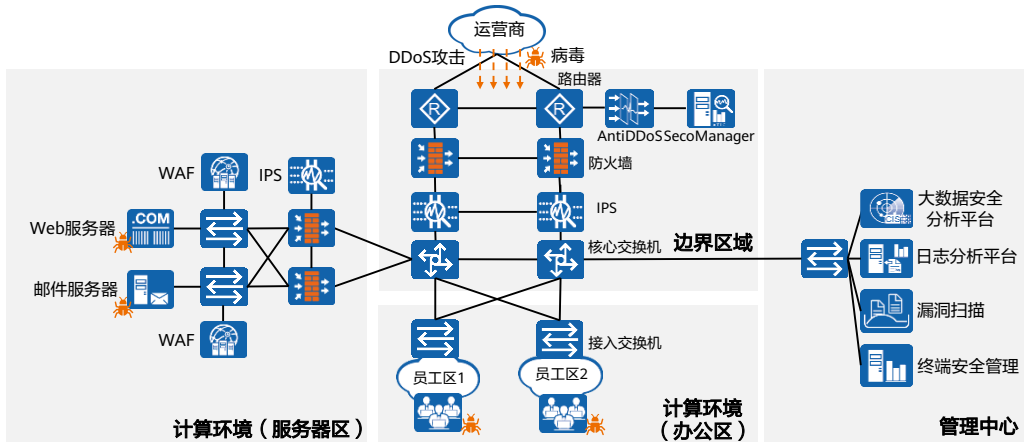 运营商
DDoS攻击
病毒
路由器
AntiDDoS
SecoManager
防火墙
WAF
IPS
IPS
Web服务器
.COM
核心交换机
边界区域
邮件服务器
WAF
大数据安全
分析平台
CIS
日志分析平台
漏洞扫描
终端安全管理
接入交换机
员工区1
员工区2
计算环境（服务器区）
计算环境
（办公区）
管理中心
R
R